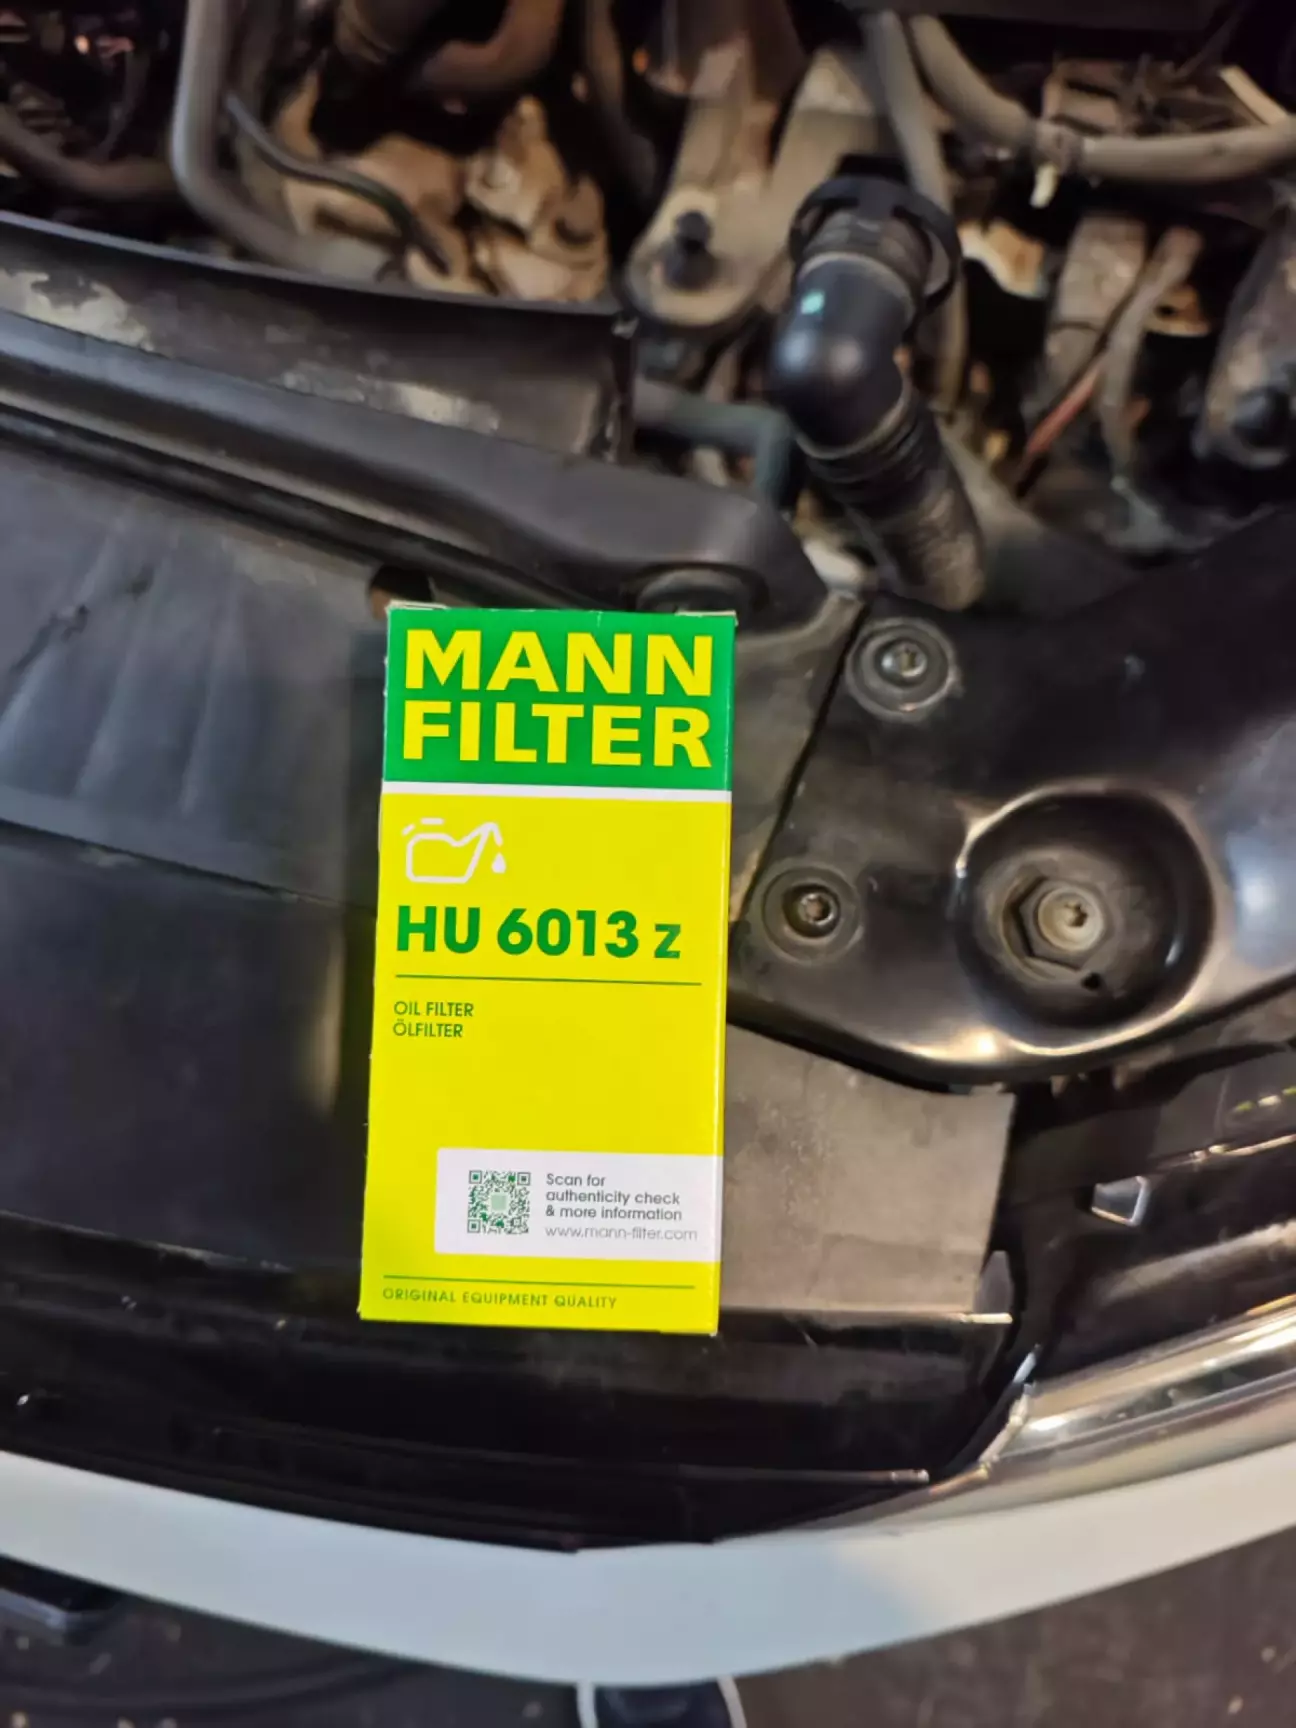 MANN
FILTER
HU 6013 z
OIL FILTER
ÖLFILTER
Scan for
authenticity check
& more information
www.mann-filter.com
ORIGINAL EQUIPMENT QUALITY